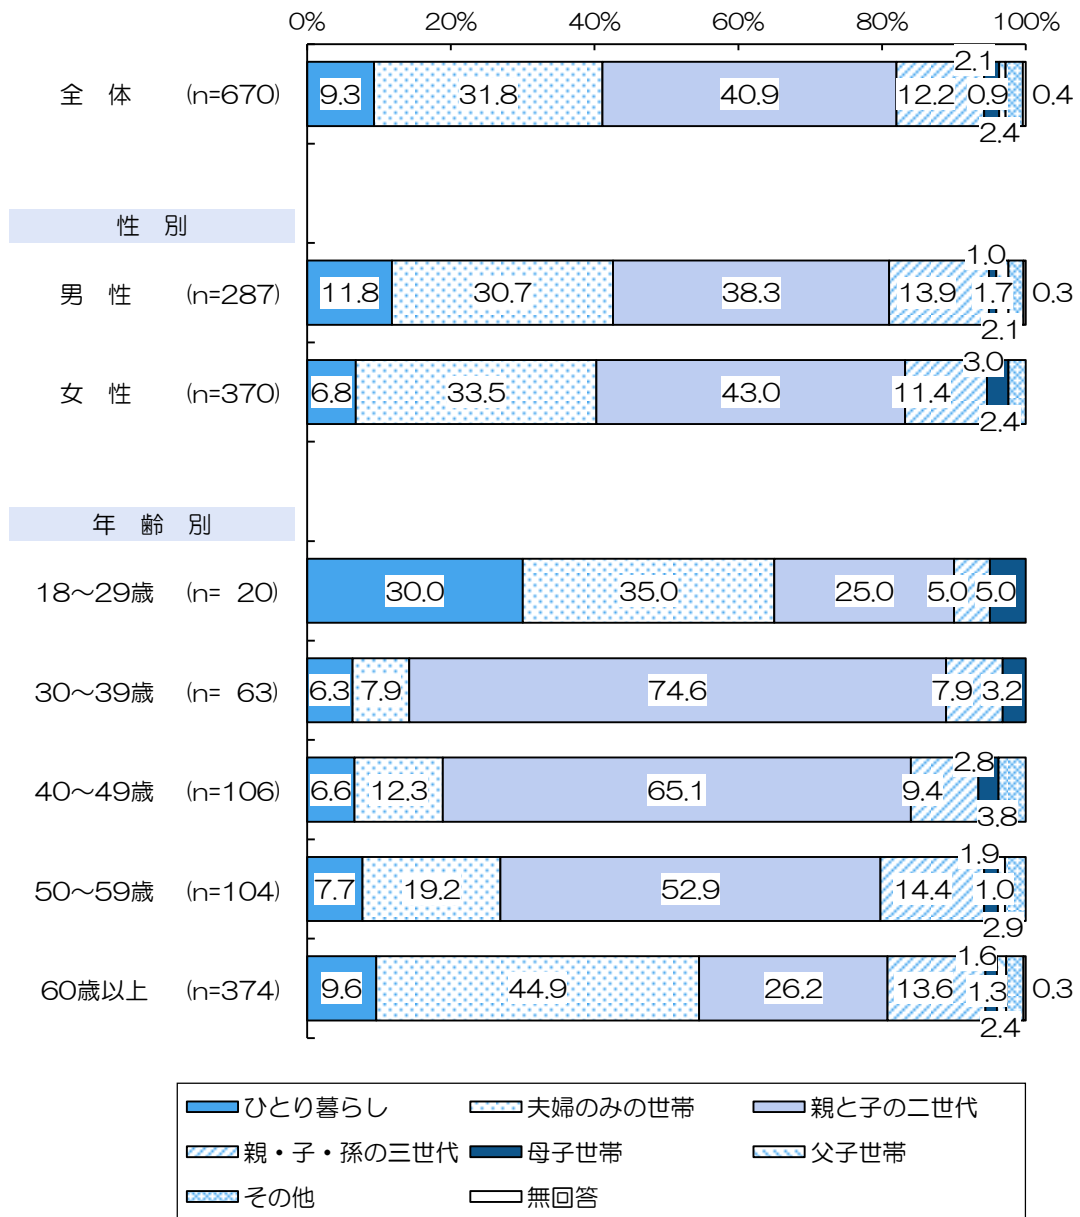 0% 20% 40% 60% 80% 100%
2.1
全 体 (n=670) 9.3 31.8 40.9 12.2 0.9 0.4
2.4
性 別
1.0
男 性 (n=287) 11.8 30.7 38.3 13.9 1.7 0.3
2.1
3.0
女 性 (n=370) 6.8 33.5 43.0 11.4
2.4
年 齢 別
18～29歳 (n= 20) 30.0 35.0 25.0 5.0 5.0
30～39歳 (n= 63) 6.3 7.9 74.6 7.9 3.2
2.8
40～49歳 (n=106) 6.6 12.3 65.1 9.4
3.8
1.9
50～59歳 (n=104) 7.7 19.2 52.9 14.4 1.0
2.9
1.6
60歳以上 (n=374) 9.6 44.9 26.2 13.6 1.3 0.3
2.4
ひとり暮らし 夫婦のみの世帯 親と子の二世代
親・子・孫の三世代 母子世帯 父子世帯
その他 無回答